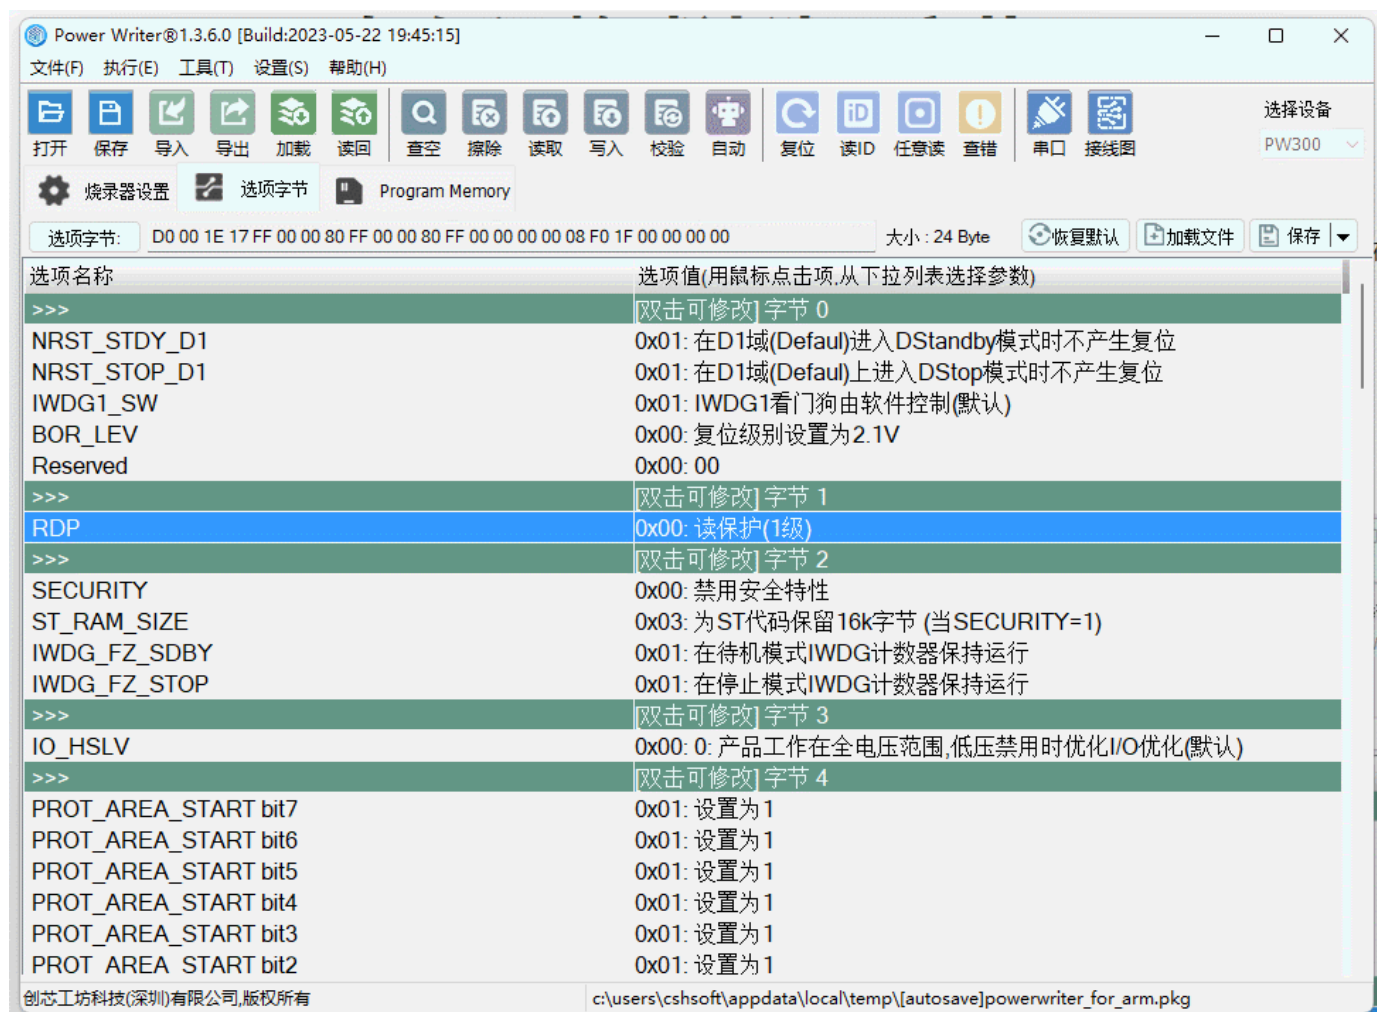 Power Writer®1.3.6.0 [Build:2023-05-22 19:45:15]
文件(F) 执行(E) 工具(T) 设置(S) 帮助(H)
打开 保存 导入 导出 加载 读回 查空 擦除 读取 写入 校验 自动 复位 读ID 任意读 查错 串口 接线图
选择设备
PW300
烧录器设置 选项字节 Program Memory
选项字节: D0 00 1E 17 FF 00 00 80 FF 00 00 80 FF 00 00 00 00 08 F0 1F 00 00 00 00 大小 : 24 Byte 恢复默认 加载文件 保存
选项名称 选项值(用鼠标点击项,从下拉列表选择参数)
>>> [双击可修改] 字节 0
NRST_STDY_D1 0x01: 在D1域(Defaul)进入DStandby模式时不产生复位
NRST_STOP_D1 0x01: 在D1域(Defaul)上进入DStop模式时不产生复位
IWDG1_SW 0x01: IWDG1看门狗由软件控制(默认)
BOR_LEV 0x00: 复位级别设置为2.1V
Reserved 0x00: 00
>>> [双击可修改] 字节 1
RDP 0x00: 读保护(1级)
>>> [双击可修改] 字节 2
SECURITY 0x00: 禁用安全特性
ST_RAM_SIZE 0x03: 为ST代码保留16k字节 (当SECURITY=1)
IWDG_FZ_SDBY 0x01: 在待机模式IWDG计数器保持运行
IWDG_FZ_STOP 0x01: 在停止模式IWDG计数器保持运行
>>> [双击可修改] 字节 3
IO_HSLV 0x00: 0: 产品工作在全电压范围,低压禁用时优化I/O优化(默认)
>>> [双击可修改] 字节 4
PROT_AREA_START bit7 0x01: 设置为1
PROT_AREA_START bit6 0x01: 设置为1
PROT_AREA_START bit5 0x01: 设置为1
PROT_AREA_START bit4 0x01: 设置为1
PROT_AREA_START bit3 0x01: 设置为1
PROT_AREA_START bit2 0x01: 设置为1
创芯工坊科技(深圳)有限公司,版权所有 c:\users\cshsoft\appdata\local\temp\[autosave]powerwriter_for_arm.pkg